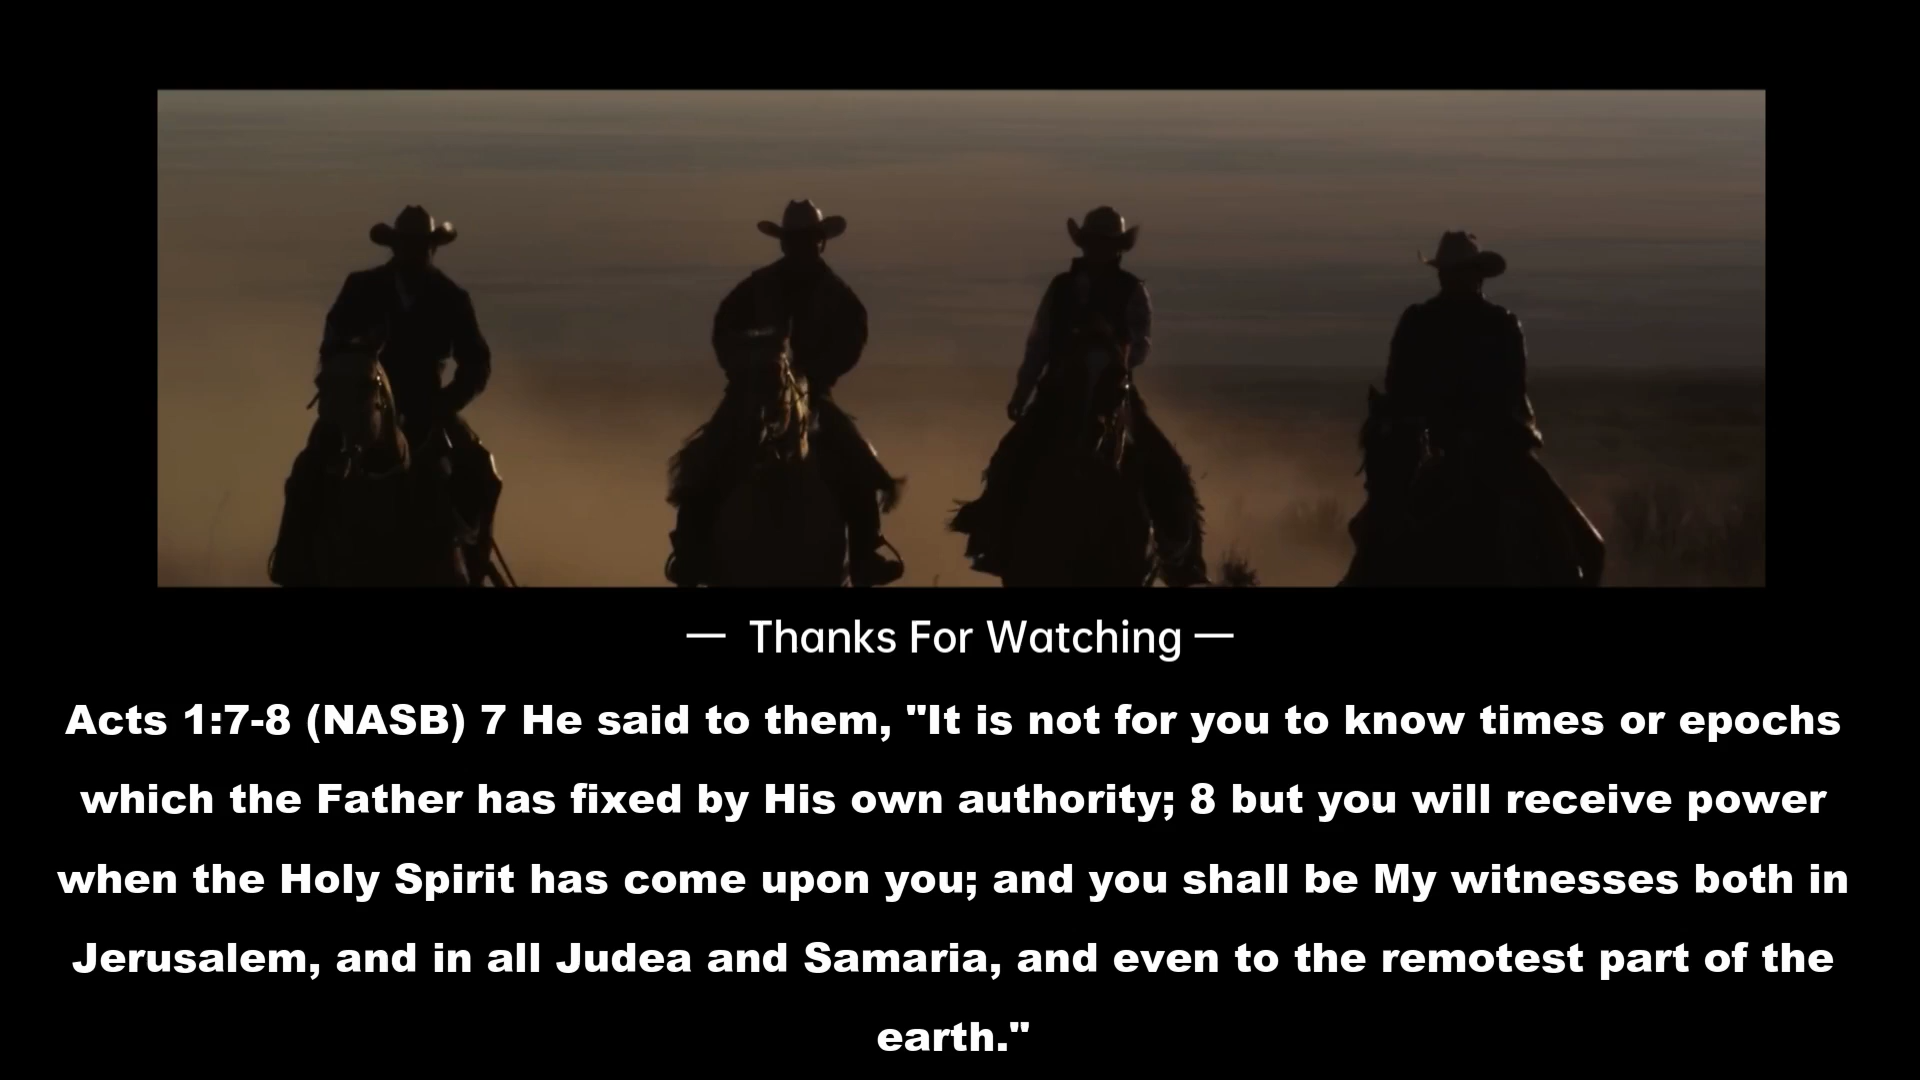 — Thanks For Watching —
Acts 1:7-8 (NASB) 7 He said to them, "It is not for you to know times or epochs
which the Father has fixed by His own authority; 8 but you will receive power
when the Holy Spirit has come upon you; and you shall be My witnesses both in
Jerusalem, and in all Judea and Samaria, and even to the remotest part of the
earth."